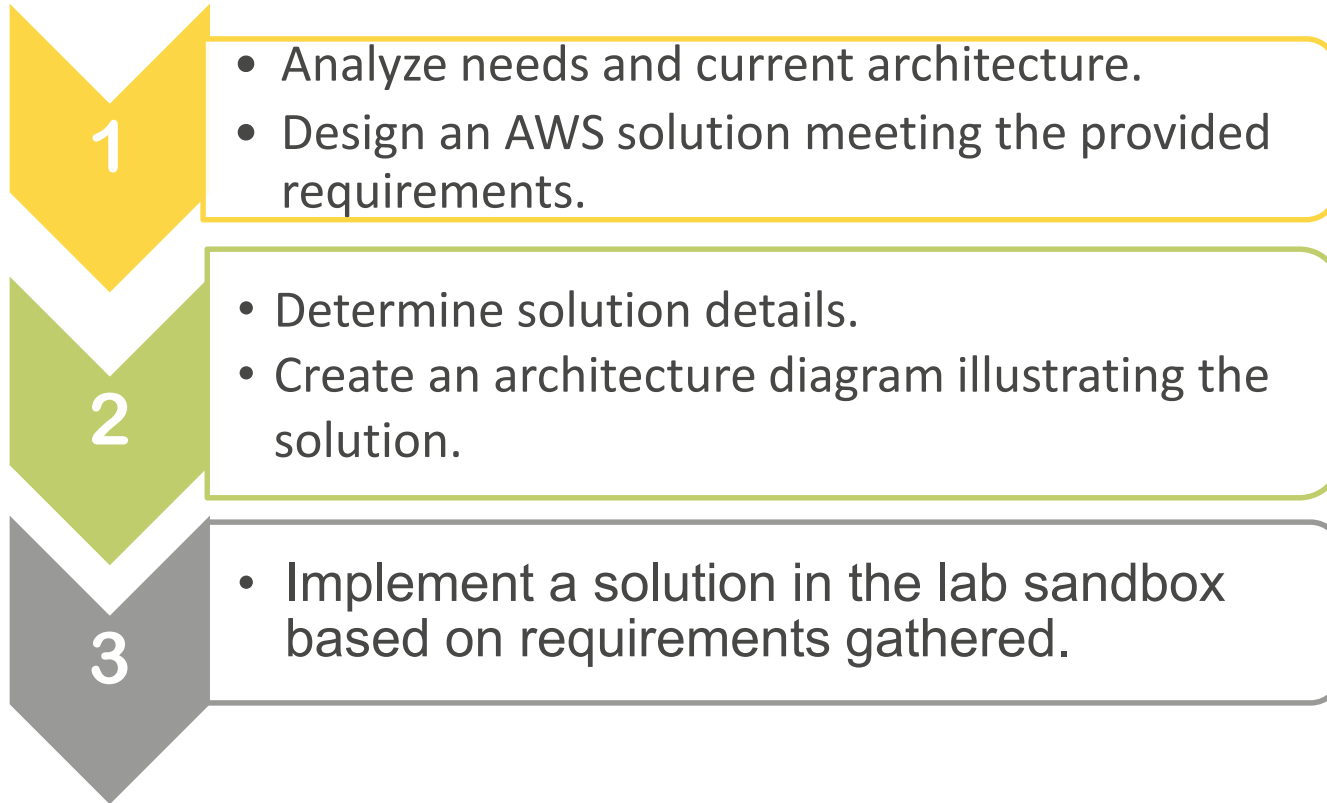 1
• Analyze needs and current architecture.
• Design an AWS solution meeting the provided
requirements.
2
• Determine solution details.
• Create an architecture diagram illustrating the
solution.
3
• Implement a solution in the lab sandbox
based on requirements gathered.